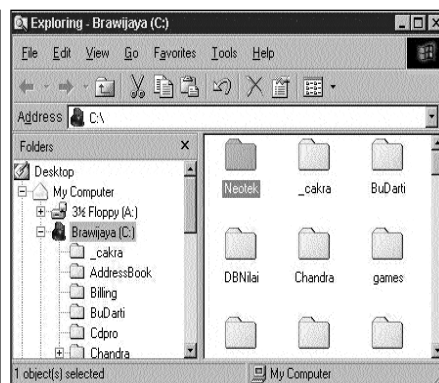 Exploring - Brawijaya (C:)
File Edit View Go Favorites Tools Help
Address C:\
Folders
Desktop
My Computer
3½ Floppy (A:)
Brawijaya (C:)
_cakra
AddressBook
Billing
BuDarti
Cdpro
Chandra
Neotek _cakra BuDarti
DBNilai Chandra games
1 object(s) selected My Computer